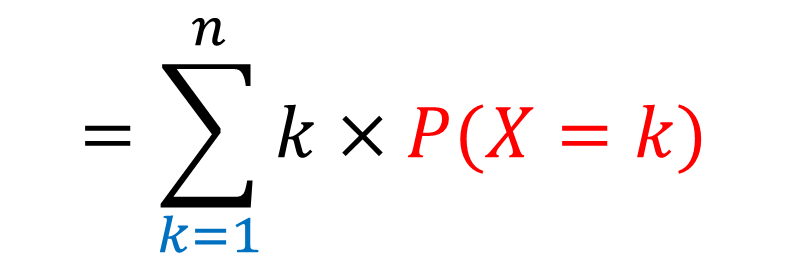 n
= ∑ k × P(X = k)
k=1